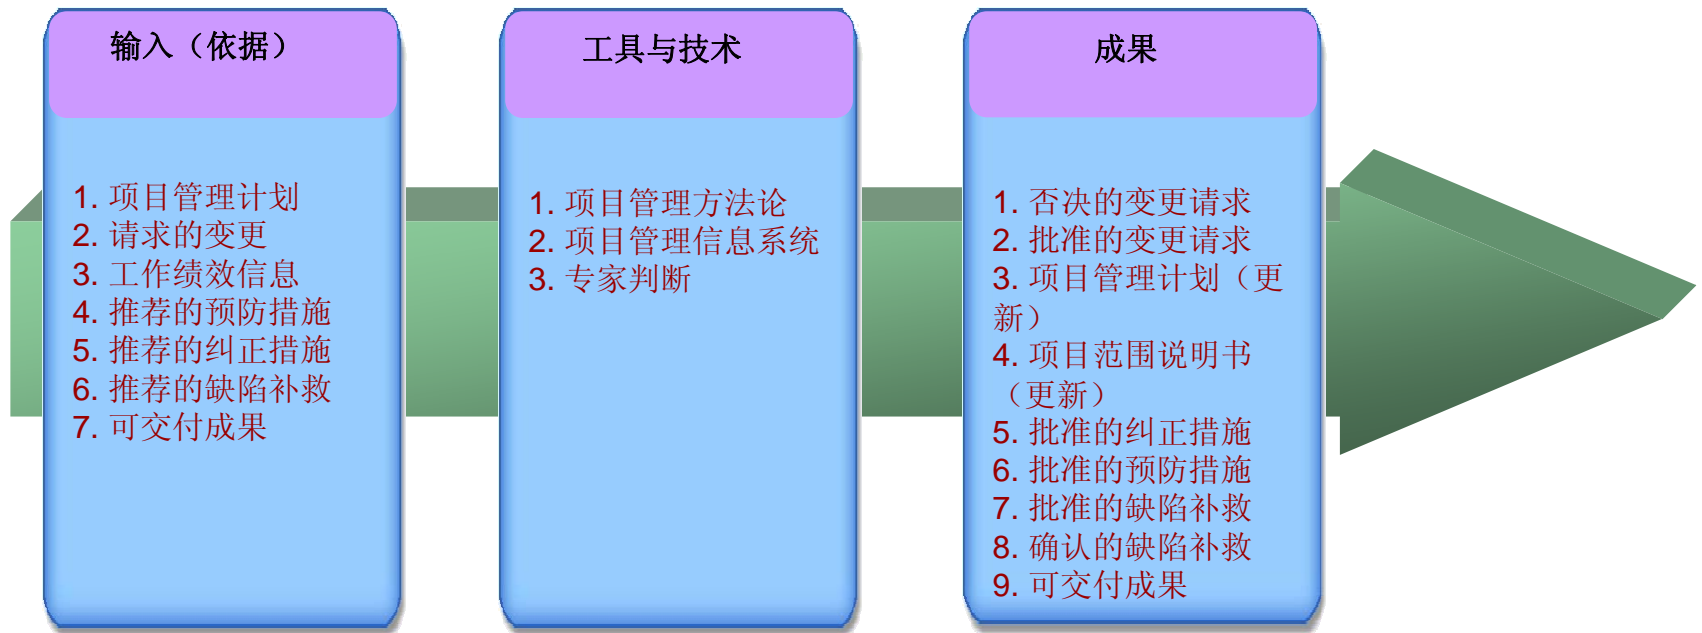 输入（依据）
1. 项目管理计划
2. 请求的变更
3. 工作绩效信息
4. 推荐的预防措施
5. 推荐的纠正措施
6. 推荐的缺陷补救
7. 可交付成果
工具与技术
1. 项目管理方法论
2. 项目管理信息系统
3. 专家判断
成果
1. 否决的变更请求
2. 批准的变更请求
3. 项目管理计划（更
新）
4. 项目范围说明书
（更新）
5. 批准的纠正措施
6. 批准的预防措施
7. 批准的缺陷补救
8. 确认的缺陷补救
9. 可交付成果